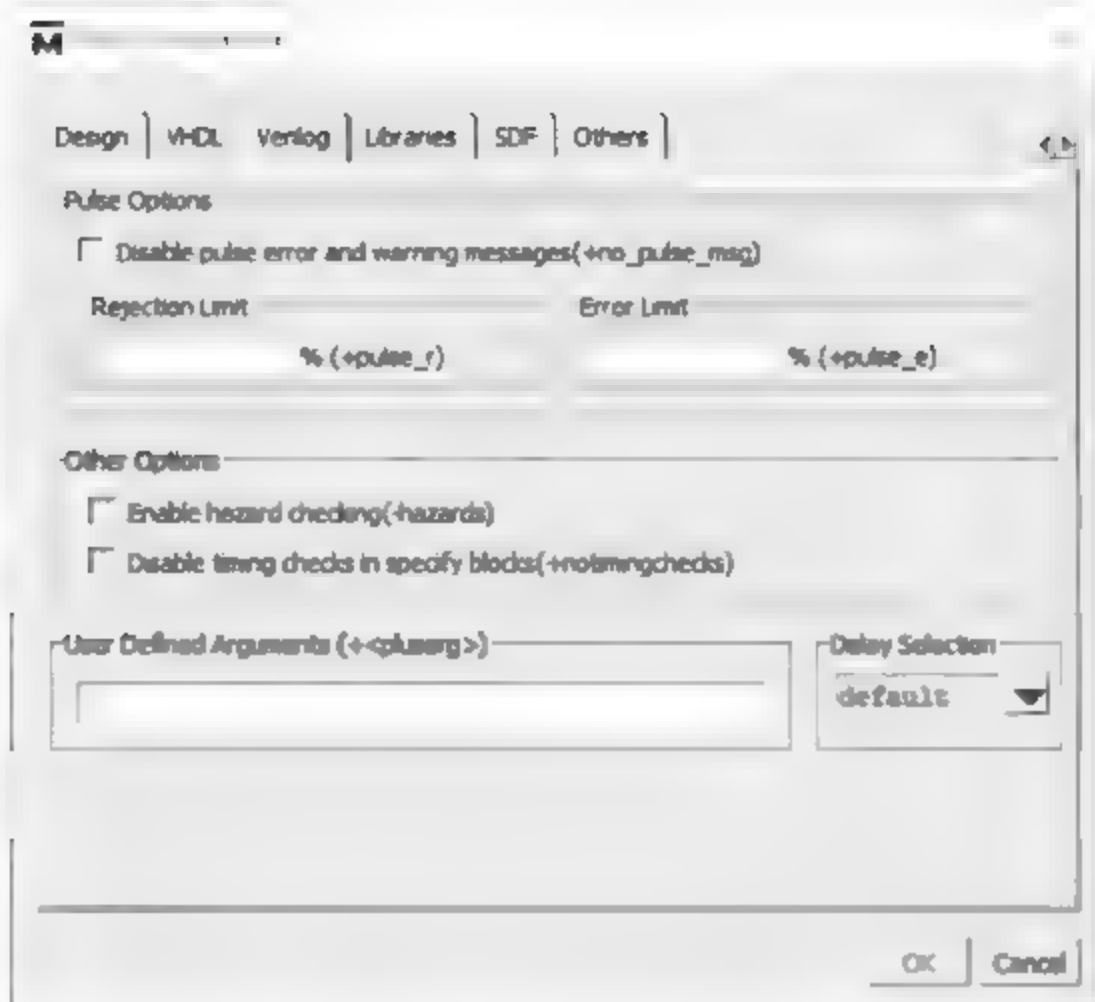 M
Design VHDL Verilog Libraries SDF Others
Pulse Options
Disable pulse error and warning messages(+no_pulse_msg)
Rejection Limit Error Limit
% (+pulse_r) % (+pulse_e)
Other Options
Enable hazard checking(-hazards)
Disable timing checks in specify blocks(+notimingchecks)
User Defined Arguments (+<plusarg>) Delay Selection
default
OK Cancel